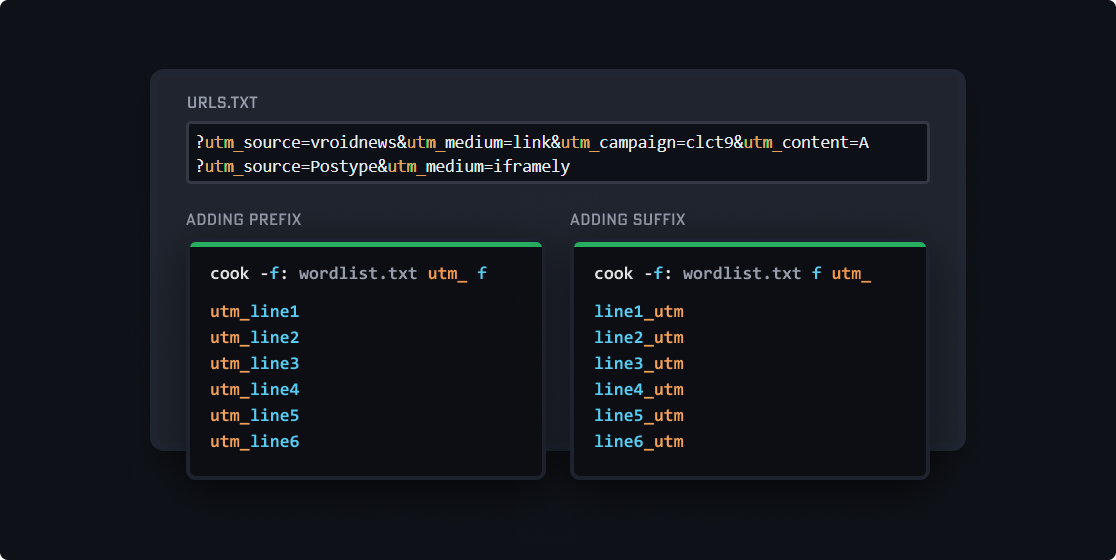 URLS.TXT
?utm_source=vroidnews&utm_medium=link&utm_campaign=clct9&utm_content=A
?utm_source=Postype&utm_medium=iframely
ADDING PREFIX
cook -f: wordlist.txt utm_ f
utm_line1
utm_line2
utm_line3
utm_line4
utm_line5
utm_line6
ADDING SUFFIX
cook -f: wordlist.txt f utm_
line1_utm
line2_utm
line3_utm
line4_utm
line5_utm
line6_utm